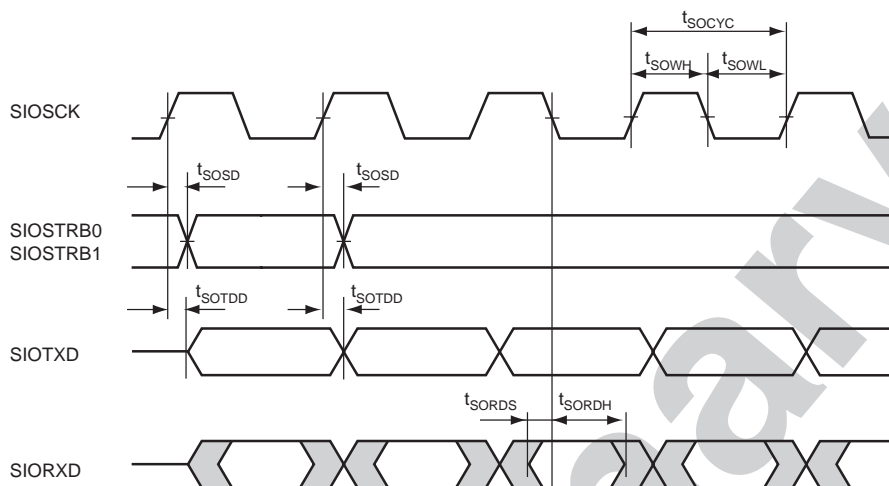 tSOCYC
tSOWH tSOWL
SIOSCK
tSOSD tSOSD
SIOSTRB0
SIOSTRB1
tSOTDD tSOTDD
SIOTXD
tSORDS tSORDH
SIORXD